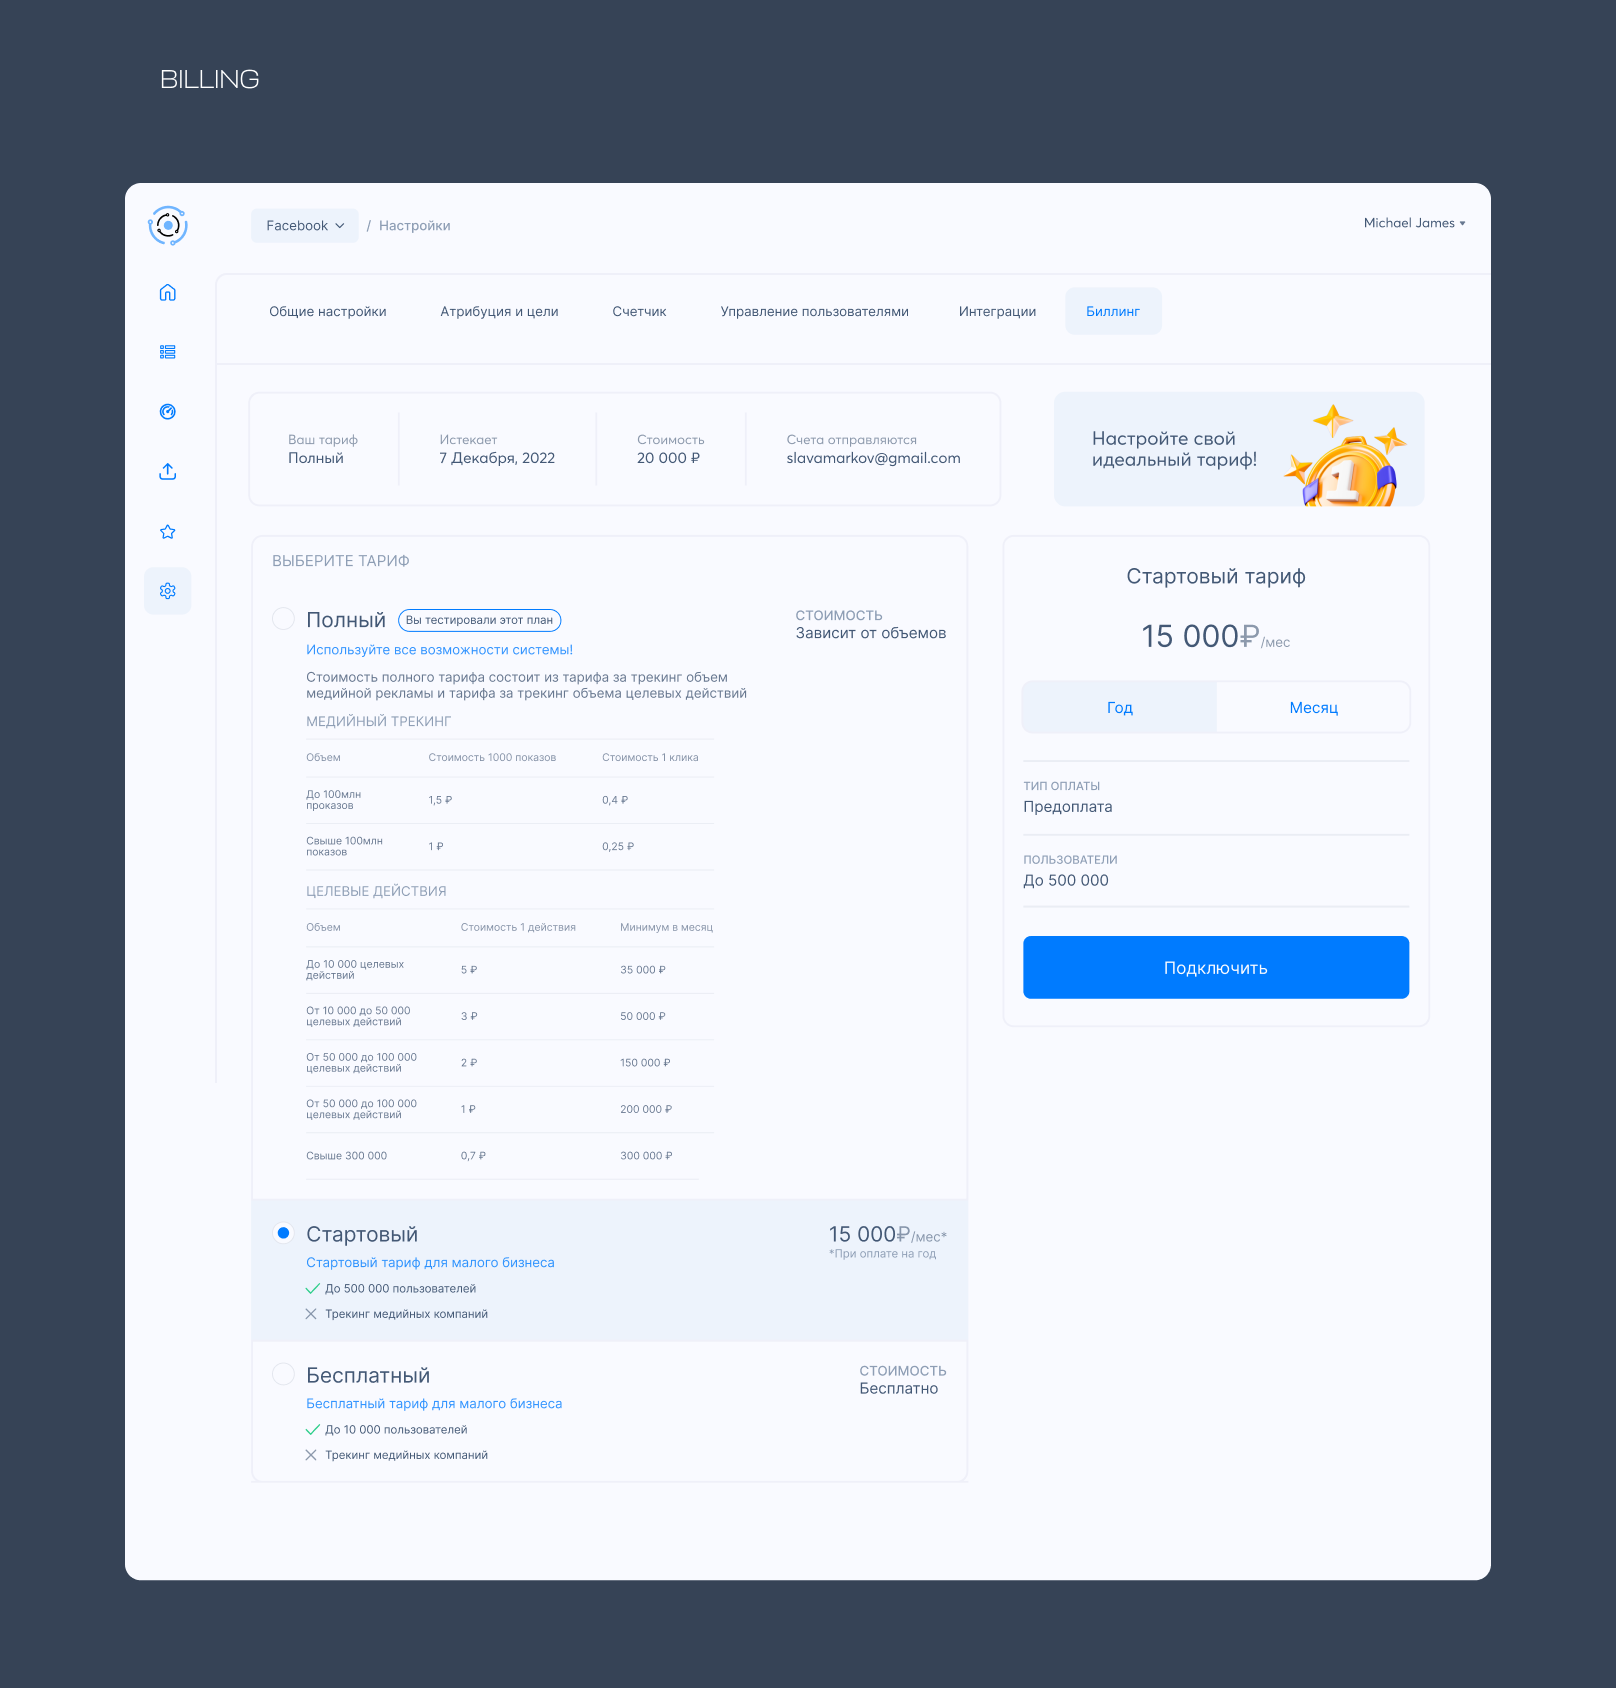 BILLING
Facebook / Настройки
Michael James
Общие настройки Атрибуция и цели Счетчик Управление пользователями Интеграции Биллинг
Ваш тариф
Полный
Истекает
7 Декабря, 2022
Стоимость
20 000 ₽
Счета отправляются
slavamarkov@gmail.com
Настройте свой
идеальный тариф!
1
ВЫБЕРИТЕ ТАРИФ
Полный Вы тестировали этот план
Используйте все возможности системы!
СТОИМОСТЬ
Зависит от объемов
Стоимость полного тарифа состоит из тарифа за трекинг объем
медийной рекламы и тарифа за трекинг объема целевых действий
МЕДИЙНЫЙ ТРЕКИНГ
Объем Стоимость 1000 показов Стоимость 1 клика
До 100млн
проказов
1,5 ₽ 0,4 ₽
Свыше 100млн
показов
1 ₽ 0,25 ₽
ЦЕЛЕВЫЕ ДЕЙСТВИЯ
Объем Стоимость 1 действия Минимум в месяц
До 10 000 целевых
действий
5 ₽ 35 000 ₽
От 10 000 до 50 000
целевых действий
3 ₽ 50 000 ₽
От 50 000 до 100 000
целевых действий
2 ₽ 150 000 ₽
От 50 000 до 100 000
целевых действий
1 ₽ 200 000 ₽
Свыше 300 000 0,7 ₽ 300 000 ₽
Стартовый
Стартовый тариф для малого бизнеса
До 500 000 пользователей
Трекинг медийных компаний
15 000₽/мес*
*При оплате на год
Бесплатный
Бесплатный тариф для малого бизнеса
До 10 000 пользователей
Трекинг медийных компаний
СТОИМОСТЬ
Бесплатно
Стартовый тариф
15 000₽/мес
Год Месяц
ТИП ОПЛАТЫ
Предоплата
ПОЛЬЗОВАТЕЛИ
До 500 000
Подключить